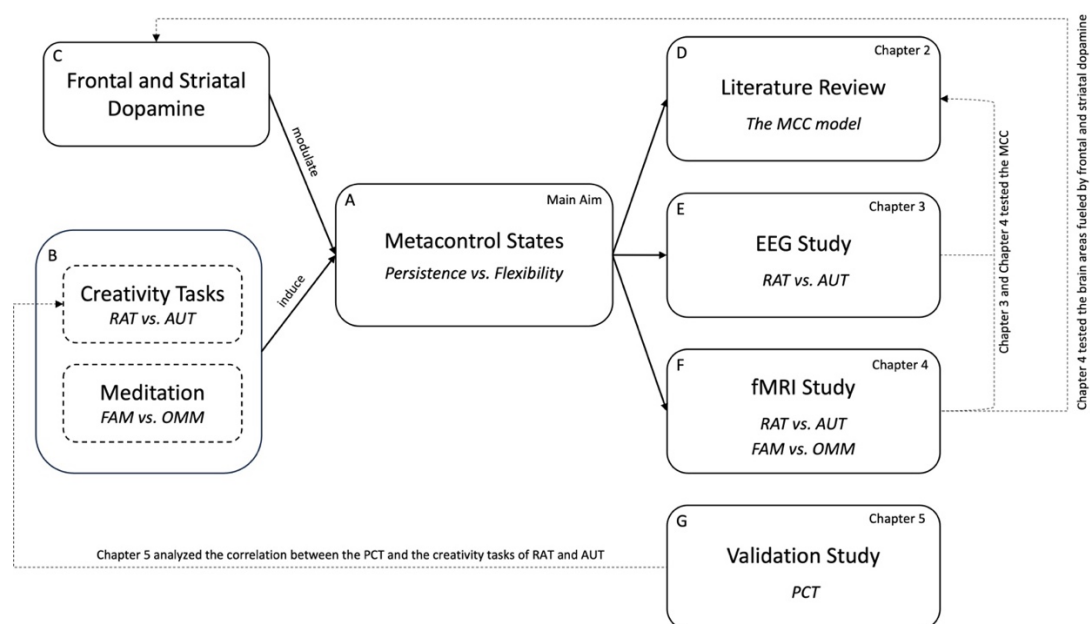 C
Frontal and Striatal
Dopamine
modulate
B
Creativity Tasks
RAT vs. AUT
Meditation
FAM vs. OMM
induce
A
Main Aim
Metacontrol States
Persistence vs. Flexibility
D
Chapter 2
Literature Review
The MCC model
E
Chapter 3
EEG Study
RAT vs. AUT
F
Chapter 4
fMRI Study
RAT vs. AUT
FAM vs. OMM
G
Chapter 5
Validation Study
PCT
Chapter 3 and Chapter 4 tested the MCC
Chapter 4 tested the brain areas fueled by frontal and striatal dopamine
Chapter 5 analyzed the correlation between the PCT and the creativity tasks of RAT and AUT